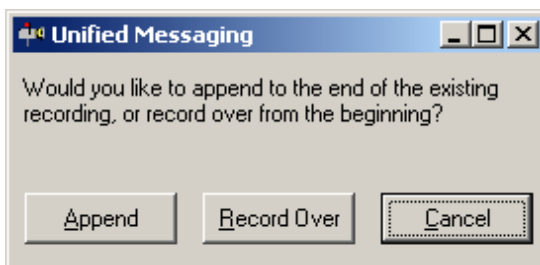 Unified Messaging
Would you like to append to the end of the existing
recording, or record over from the beginning?
Append Record Over Cancel